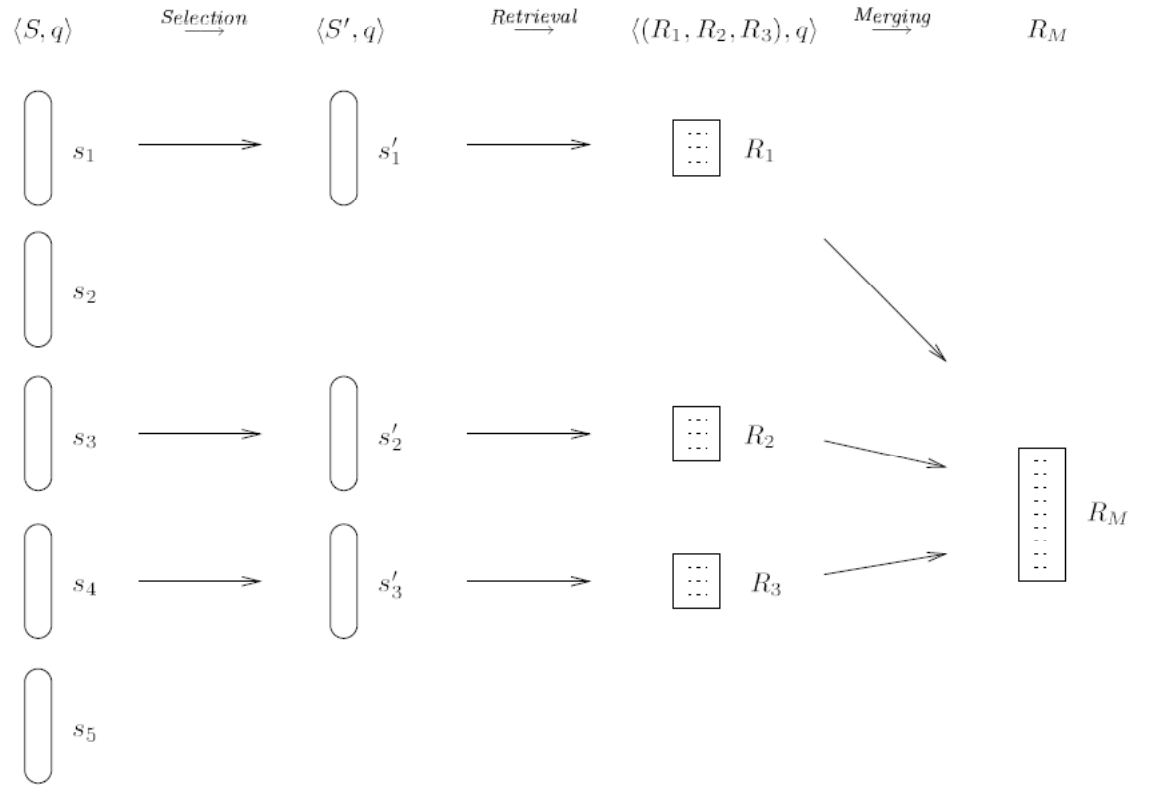 ⟨S, q⟩ Selection → ⟨S′, q⟩ Retrieval → ⟨(R₁, R₂, R₃), q⟩ Merging → R_M
s₁ s′₁ R₁
s₂
s₃ s′₂ R₂
R_M
s₄ s′₃ R₃
s₅